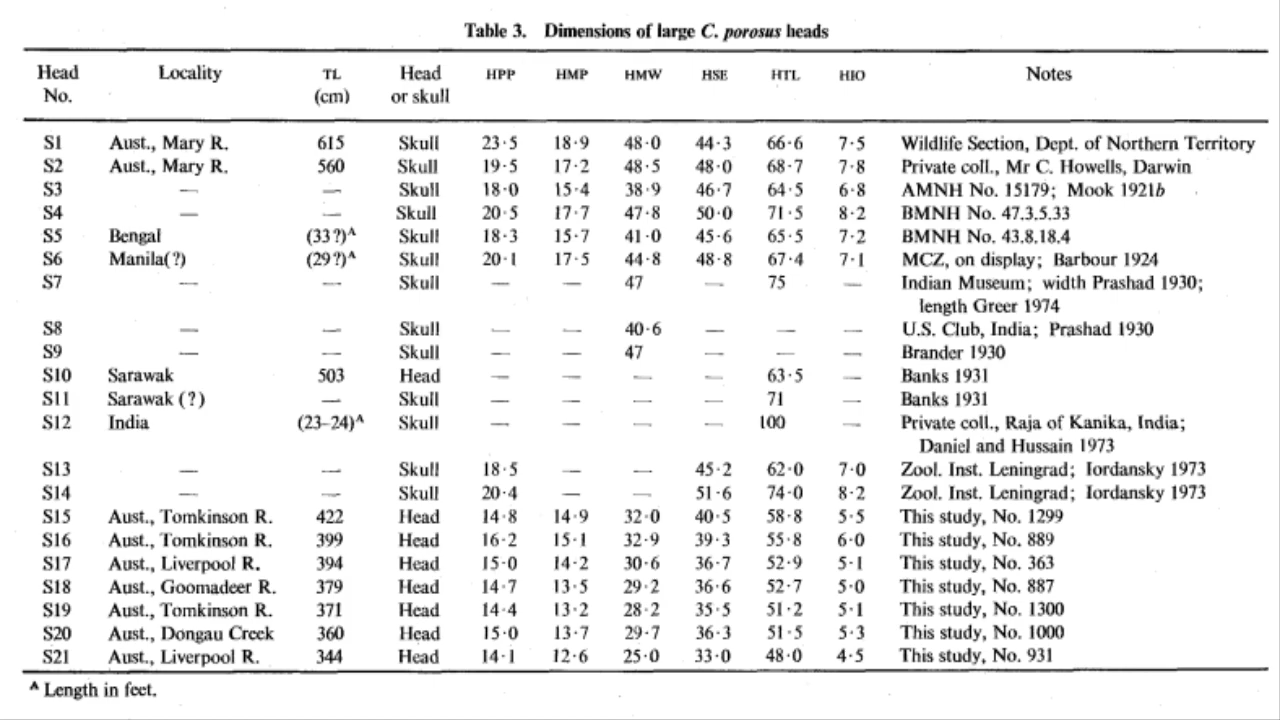 Table 3. Dimensions of large C. porosus heads
Head Locality TL Head HPP HMP HMW HSE HTL HIO Notes
No. (cm) or skull
S1 Aust., Mary R. 615 Skull 23·5 18·9 48·0 44·3 66·6 7·5 Wildlife Section, Dept. of Northern Territory
S2 Aust., Mary R. 560 Skull 19·5 17·2 48·5 48·0 68·7 7·8 Private coll., Mr C. Howells, Darwin
S3 — — Skull 18·0 15·4 38·9 46·7 64·5 6·8 AMNH No. 15179; Mook 1921b
S4 — — Skull 20·5 17·7 47·8 50·0 71·5 8·2 BMNH No. 47.3.5.33
S5 Bengal (33?)ᴬ Skull 18·3 15·7 41·0 45·6 65·5 7·2 BMNH No. 43.8.18.4
S6 Manila(?) (29?)ᴬ Skull 20·1 17·5 44·8 48·8 67·4 7·1 MCZ, on display; Barbour 1924
S7 — — Skull — — 47 — 75 — Indian Museum; width Prashad 1930;
length Greer 1974
S8 — — Skull — — 40·6 — — — U.S. Club, India; Prashad 1930
S9 — — Skull — — 47 — — — Brander 1930
S10 Sarawak 503 Head — — — — 63·5 — Banks 1931
S11 Sarawak (?) — Skull — — — — 71 — Banks 1931
S12 India (23–24)ᴬ Skull — — — — 100 — Private coll., Raja of Kanika, India;
Daniel and Hussain 1973
S13 — — Skull 18·5 — — 45·2 62·0 7·0 Zool. Inst. Leningrad; Iordansky 1973
S14 — — Skull 20·4 — — 51·6 74·0 8·2 Zool. Inst. Leningrad; Iordansky 1973
S15 Aust., Tomkinson R. 422 Head 14·8 14·9 32·0 40·5 58·8 5·5 This study, No. 1299
S16 Aust., Tomkinson R. 399 Head 16·2 15·1 32·9 39·3 55·8 6·0 This study, No. 889
S17 Aust., Liverpool R. 394 Head 15·0 14·2 30·6 36·7 52·9 5·1 This study, No. 363
S18 Aust., Goomadeer R. 379 Head 14·7 13·5 29·2 36·6 52·7 5·0 This study, No. 887
S19 Aust., Tomkinson R. 371 Head 14·4 13·2 28·2 35·5 51·2 5·1 This study, No. 1300
S20 Aust., Dongau Creek 360 Head 15·0 13·7 29·7 36·3 51·5 5·3 This study, No. 1000
S21 Aust., Liverpool R. 344 Head 14·1 12·6 25·0 33·0 48·0 4·5 This study, No. 931
ᴬ Length in feet.